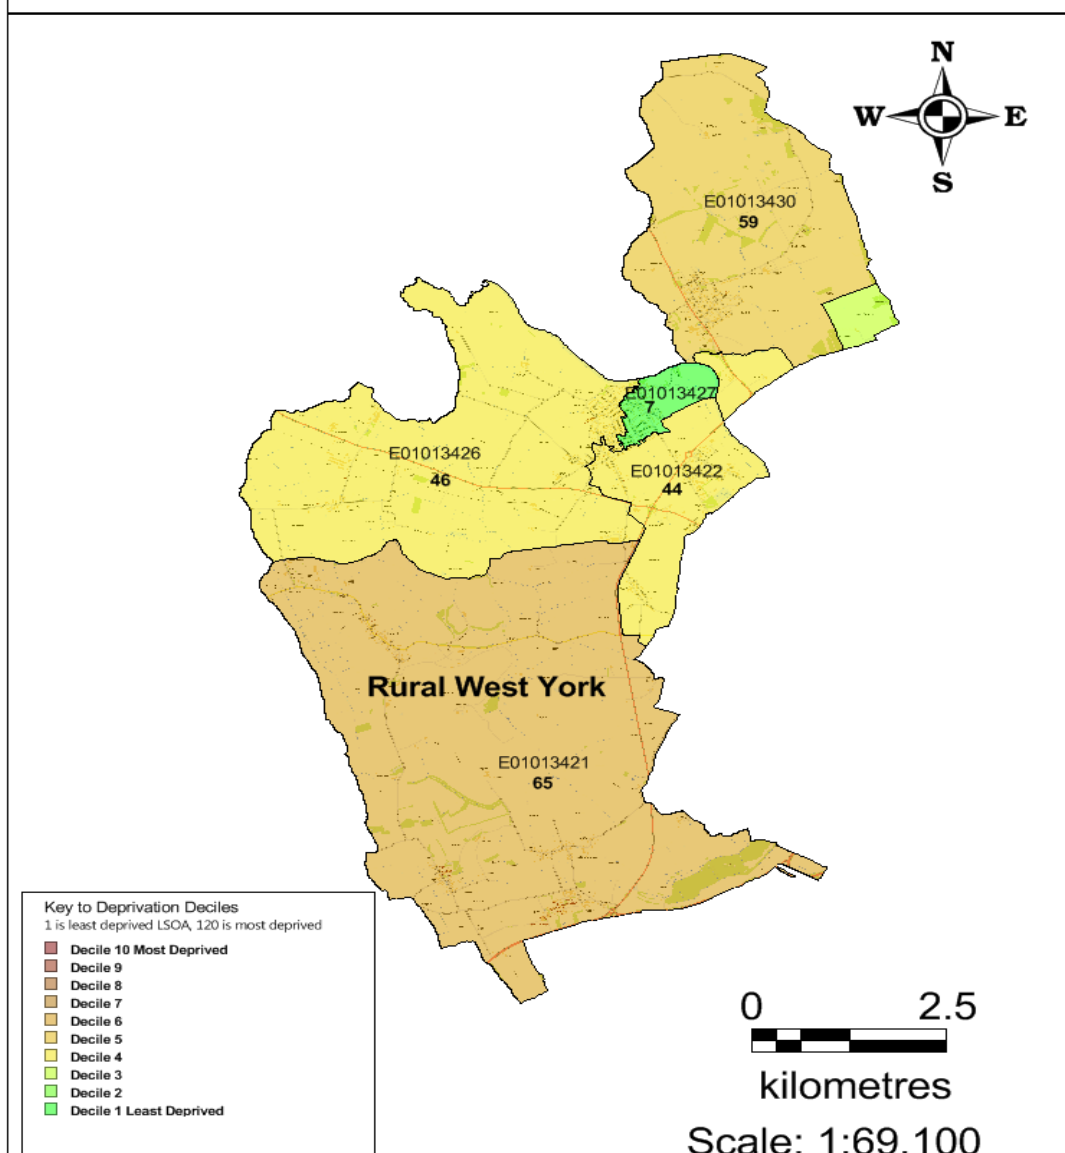 N
W E
S
E01013430
59
E01013427
7
E01013426
46
E01013422
44
Rural West York
E01013421
65
Key to Deprivation Deciles
1 is least deprived LSOA, 120 is most deprived
Decile 10 Most Deprived
Decile 9
Decile 8
Decile 7
Decile 6
Decile 5
Decile 4
Decile 3
Decile 2
Decile 1 Least Deprived
0 2.5
kilometres
Scale: 1:69,100